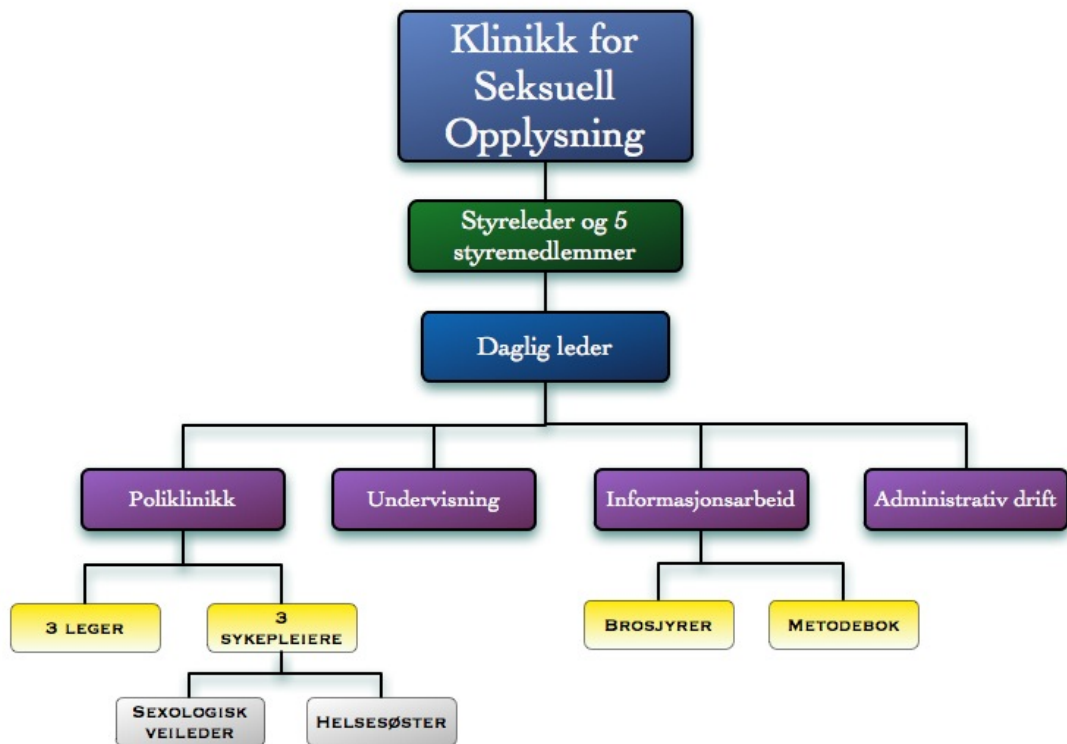 Klinikk for
Seksuell
Opplysning
Styreleder og 5
styremedlemmer
Daglig leder
Poliklinikk
Undervisning
Informasjonsarbeid
Administrativ drift
3 LEGER
3
SYKEPLEIERE
BROSJYRER
METODEBOK
SEXOLOGISK
VEILEDER
HELSESØSTER